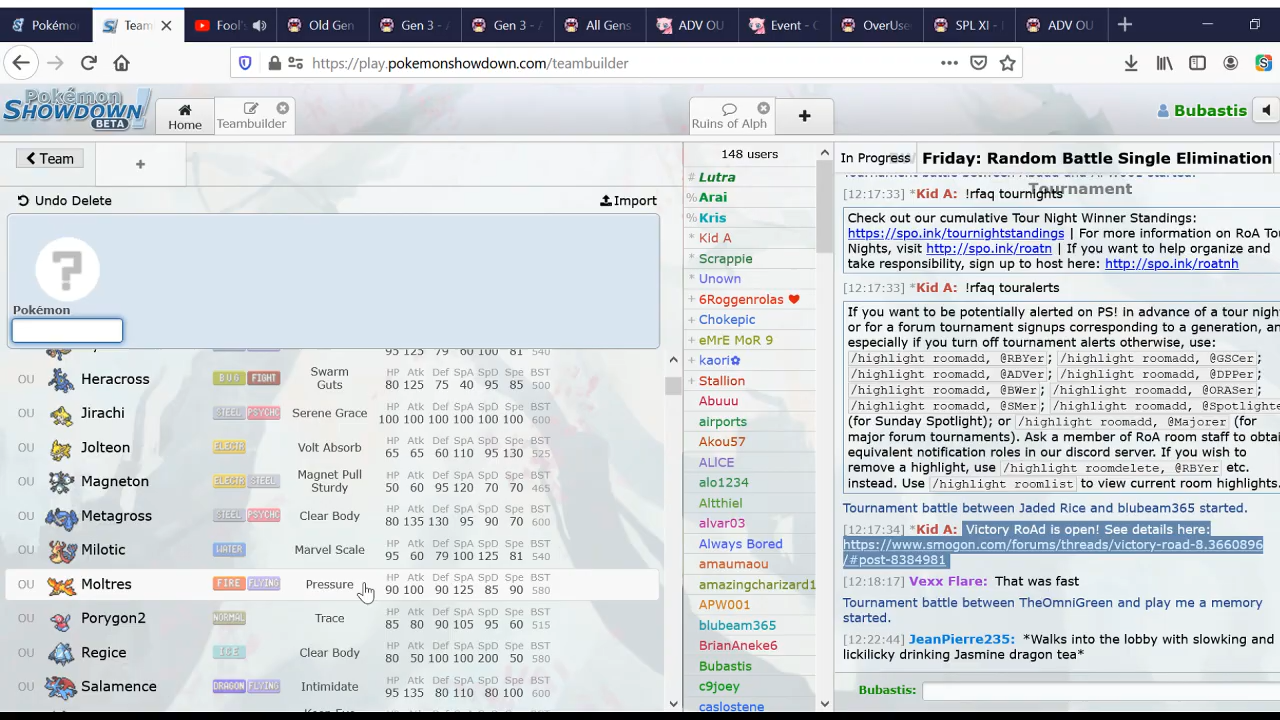 Pokémo
Team
Fool'
Old Gen
Gen 3 -
Gen 3 -
All Gens
ADV OU
Event - C
OverUse
SPL XI -
ADV OU
https://play.pokemonshowdown.com/teambuilder
Pokémon
SHOWDOWN!
BETA
Home
Teambuilder
Ruins of Alph
Bubastis
Team
Undo Delete
Import
Pokémon
95 125 79 60 100 81 540
OU Heracross BUG FIGHT Swarm Guts HP 80 Atk 125 Def 75 SpA 40 SpD 95 Spe 85 BST 500
OU Jirachi STEEL PSYCHC Serene Grace HP 100 Atk 100 Def 100 SpA 100 SpD 100 Spe 100 BST 600
OU Jolteon ELECTR Volt Absorb HP 65 Atk 65 Def 60 SpA 110 SpD 95 Spe 130 BST 525
OU Magneton ELECTR STEEL Magnet Pull Sturdy HP 50 Atk 60 Def 95 SpA 120 SpD 70 Spe 70 BST 465
OU Metagross STEEL PSYCHC Clear Body HP 80 Atk 135 Def 130 SpA 95 SpD 90 Spe 70 BST 600
OU Milotic WATER Marvel Scale HP 95 Atk 60 Def 79 SpA 100 SpD 125 Spe 81 BST 540
OU Moltres FIRE FLYING Pressure HP 90 Atk 100 Def 90 SpA 125 SpD 85 Spe 90 BST 580
OU Porygon2 NORMAL Trace HP 85 Atk 80 Def 90 SpA 105 SpD 95 Spe 60 BST 515
OU Regice ICE Clear Body HP 80 Atk 50 Def 100 SpA 100 SpD 200 Spe 50 BST 580
OU Salamence DRAGON FLYING Intimidate HP 95 Atk 135 Def 80 SpA 110 SpD 80 Spe 100 BST 600
148 users
# Lutra
% Arai
% Kris
* Kid A
* Scrappie
* Unown
+ 6Roggenrolas ❤
+ Chokepic
+ eMrE MoR 9
+ kaori✿
+ Stallion
Abuuu
airports
Akou57
ALICE
alo1234
Altthiel
alvar03
Always Bored
amaumaau
amazingcharizard1
APW001
blubeam365
BrianAneke6
Bubastis
c9joey
caslostene
In Progress
Friday: Random Battle Single Elimination
Tournament
[12:17:33] *Kid A: !rfaq tournights
Check out our cumulative Tour Night Winner Standings:
https://spo.ink/tournightstandings | For more information on RoA Tou
Nights, visit http://spo.ink/roatn | If you want to help organize and
take responsibility, sign up to host here: http://spo.ink/roatnh
[12:17:33] *Kid A: !rfaq touralerts
If you want to be potentially alerted on PS! in advance of a tour night
or for a forum tournament signups corresponding to a generation, and
especially if you turn off tournament alerts otherwise, use:
/highlight roomadd, @RBYer; /highlight roomadd, @GSCer;
/highlight roomadd, @ADVer; /highlight roomadd, @DPPer
/highlight roomadd, @BWer; /highlight roomadd, @ORASer;
/highlight roomadd, @SMer; /highlight roomadd, @Spotlighte
(for Sunday Spotlight); or /highlight roomadd, @Majorer (for
major forum tournaments). Ask a member of RoA room staff to obtai
equivalent notification roles in our discord server. If you wish to
remove a highlight, use /highlight roomdelete, @RBYer etc.
instead. Use /highlight roomlist to view current room highlights.
Tournament battle between Jaded Rice and blubeam365 started.
[12:17:34] *Kid A: Victory RoAd is open! See details here:
https://www.smogon.com/forums/threads/victory-road-8.3660896
/#post-8384981
[12:18:17] Vexx Flare: That was fast
Tournament battle between TheOmniGreen and play me a memory
started.
[12:22:44] JeanPierre235: *Walks into the lobby with slowking and
lickilicky drinking Jasmine dragon tea*
Bubastis: